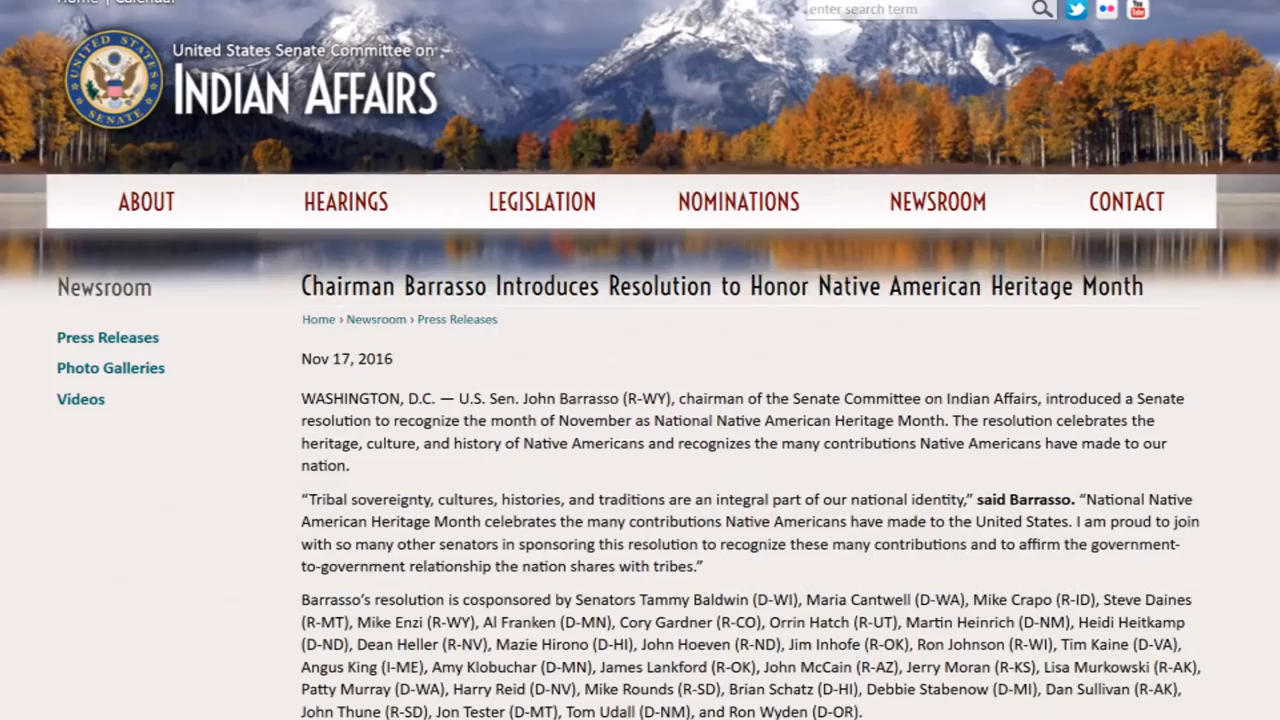 Home | Calendar
enter search term
You
Tube
UNITED STATES SENATE
United States Senate Committee on
INDIAN AFFAIRS
ABOUT HEARINGS LEGISLATION NOMINATIONS NEWSROOM CONTACT
Newsroom
Press Releases
Photo Galleries
Videos
Chairman Barrasso Introduces Resolution to Honor Native American Heritage Month
Home › Newsroom › Press Releases
Nov 17, 2016
WASHINGTON, D.C. — U.S. Sen. John Barrasso (R-WY), chairman of the Senate Committee on Indian Affairs, introduced a Senate
resolution to recognize the month of November as National Native American Heritage Month. The resolution celebrates the
heritage, culture, and history of Native Americans and recognizes the many contributions Native Americans have made to our
nation.
“Tribal sovereignty, cultures, histories, and traditions are an integral part of our national identity,” said Barrasso. “National Native
American Heritage Month celebrates the many contributions Native Americans have made to the United States. I am proud to join
with so many other senators in sponsoring this resolution to recognize these many contributions and to affirm the government-
to-government relationship the nation shares with tribes.”
Barrasso’s resolution is cosponsored by Senators Tammy Baldwin (D-WI), Maria Cantwell (D-WA), Mike Crapo (R-ID), Steve Daines
(R-MT), Mike Enzi (R-WY), Al Franken (D-MN), Cory Gardner (R-CO), Orrin Hatch (R-UT), Martin Heinrich (D-NM), Heidi Heitkamp
(D-ND), Dean Heller (R-NV), Mazie Hirono (D-HI), John Hoeven (R-ND), Jim Inhofe (R-OK), Ron Johnson (R-WI), Tim Kaine (D-VA),
Angus King (I-ME), Amy Klobuchar (D-MN), James Lankford (R-OK), John McCain (R-AZ), Jerry Moran (R-KS), Lisa Murkowski (R-AK),
Patty Murray (D-WA), Harry Reid (D-NV), Mike Rounds (R-SD), Brian Schatz (D-HI), Debbie Stabenow (D-MI), Dan Sullivan (R-AK),
John Thune (R-SD), Jon Tester (D-MT), Tom Udall (D-NM), and Ron Wyden (D-OR).